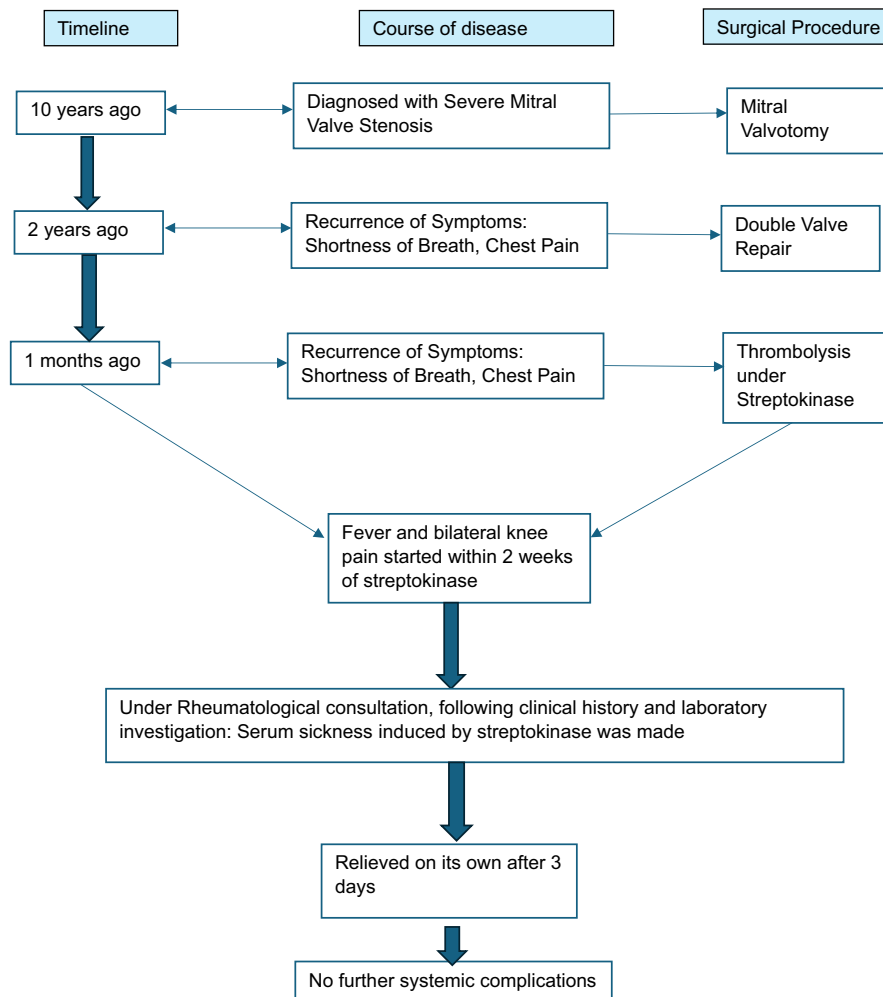 Timeline
Course of disease
Surgical Procedure
10 years ago
Diagnosed with Severe Mitral
Valve Stenosis
Mitral
Valvotomy
2 years ago
Recurrence of Symptoms:
Shortness of Breath, Chest Pain
Double Valve
Repair
1 months ago
Recurrence of Symptoms:
Shortness of Breath, Chest Pain
Thrombolysis
under
Streptokinase
Fever and bilateral knee
pain started within 2 weeks
of streptokinase
Under Rheumatological consultation, following clinical history and laboratory
investigation: Serum sickness induced by streptokinase was made
Relieved on its own after 3
days
No further systemic complications